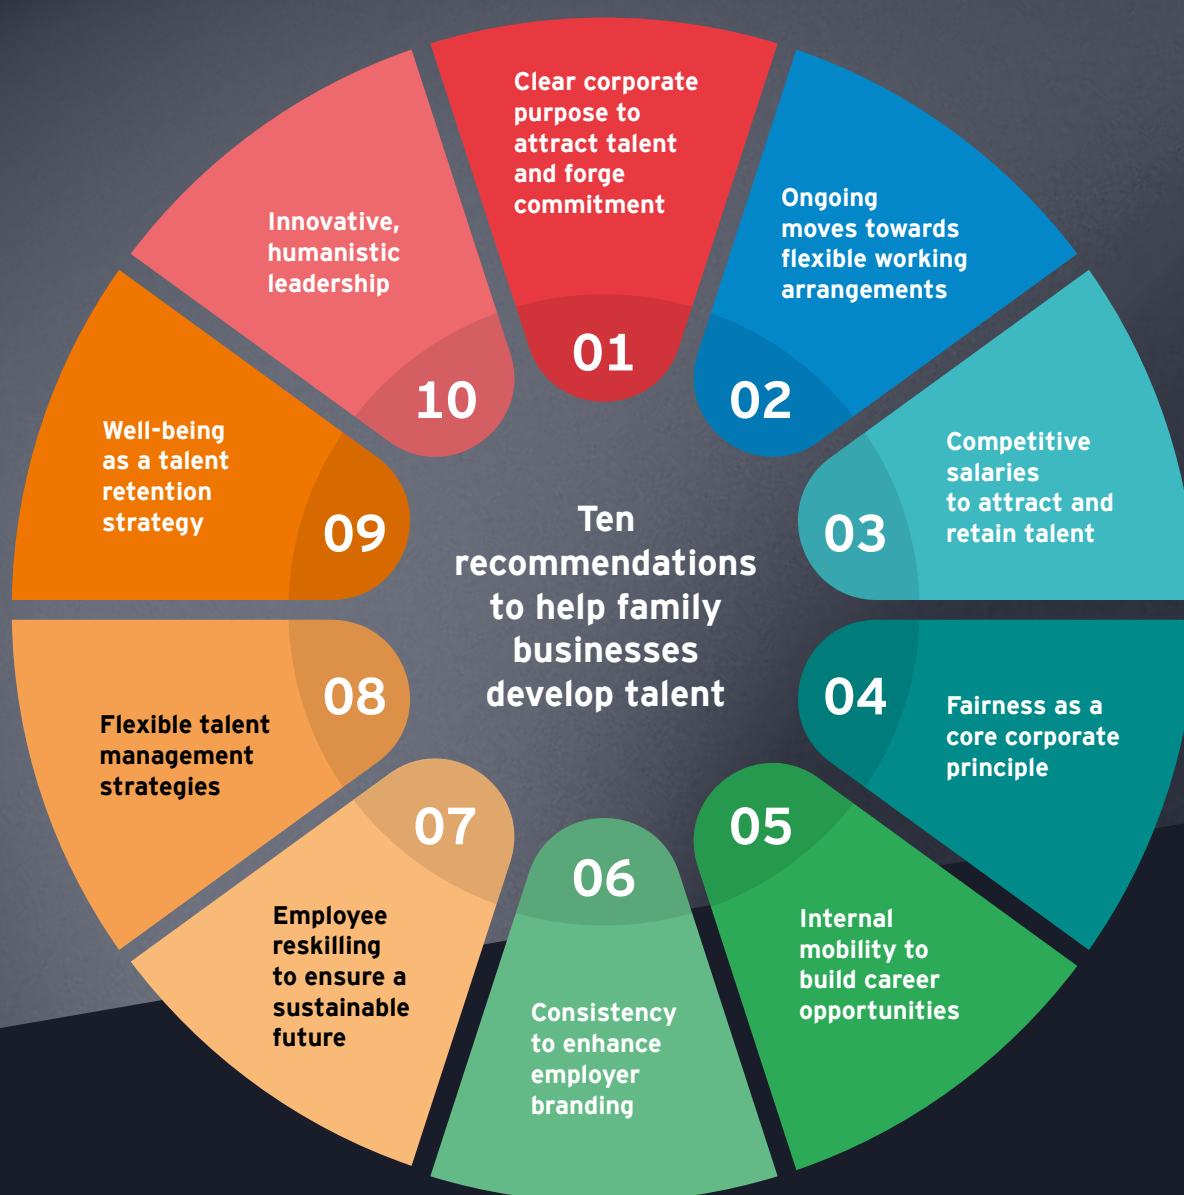 Ten
recommendations
to help family
businesses
develop talent
01
Clear corporate
purpose to
attract talent
and forge
commitment
02
Ongoing
moves towards
flexible working
arrangements
03
Competitive
salaries
to attract and
retain talent
04
Fairness as a
core corporate
principle
05
Internal
mobility to
build career
opportunities
06
Consistency
to enhance
employer
branding
07
Employee
reskilling
to ensure a
sustainable
future
08
Flexible talent
management
strategies
09
Well-being
as a talent
retention
strategy
10
Innovative,
humanistic
leadership